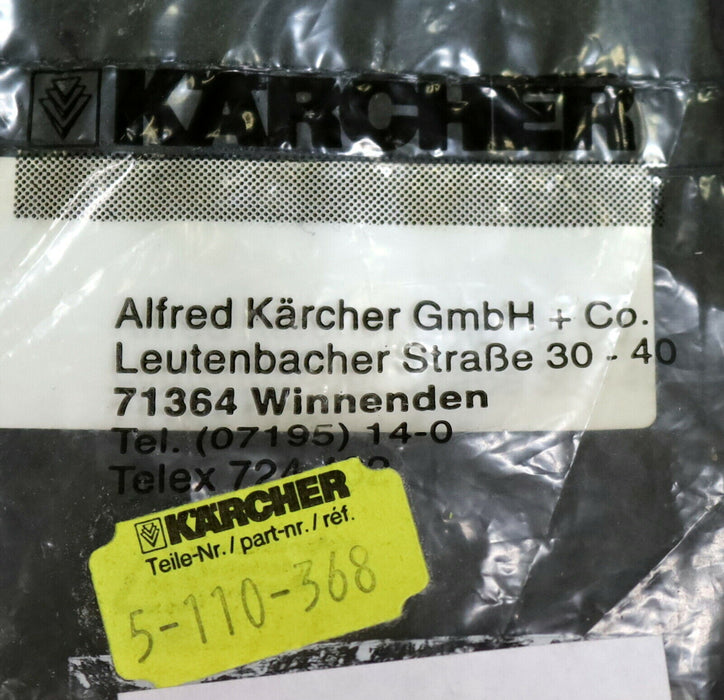 KÄRCHER
Alfred Kärcher GmbH + Co.
Leutenbacher Straße 30 - 40
71364 Winnenden
Tel. (07195) 14-0
Telex
KÄRCHER
Teile-Nr. / part-nr. / réf.
5-110-368